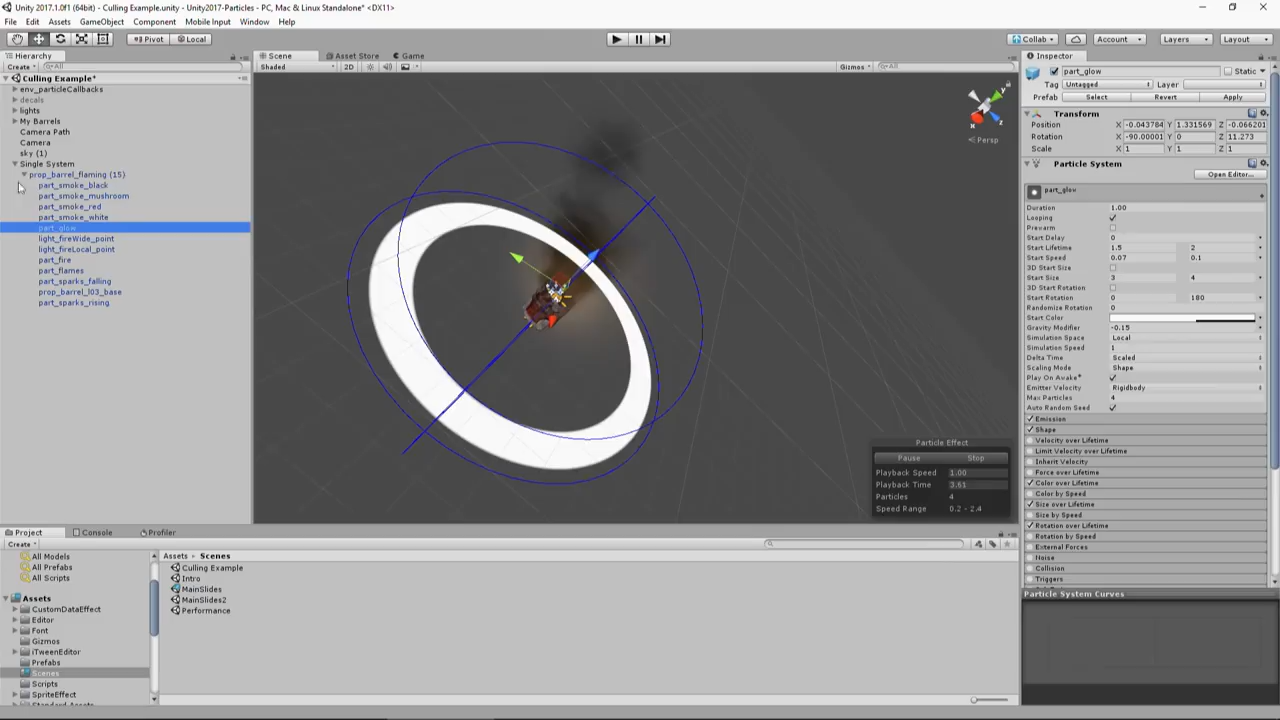 Unity 2017.1.0f1 (64bit) - Culling Example.unity - Unity2017-Particles - PC, Mac & Linux Standalone* <DX11>
File Edit Assets GameObject Component Mobile Input Window Help
Pivot Local Collab Account Layers Layout
Hierarchy
Create All
Culling Example*
env_particleCallbacks
decals
lights
My Barrels
Camera Path
Camera
sky (1)
Single System
prop_barrel_flaming (15)
part_smoke_black
part_smoke_mushroom
part_smoke_red
part_smoke_white
part_glow
light_fireWide_point
light_fireLocal_point
part_fire
part_flames
part_sparks_falling
prop_barrel_l03_base
part_sparks_rising
Scene Asset Store Game
Shaded 2D Gizmos All
y
x
z
Persp
Particle Effect
Pause Stop
Playback Speed 1.00
Playback Time 3.61
Particles 4
Speed Range 0.2 - 2.4
Inspector
part_glow Static
Tag Untagged Layer
Prefab Select Revert Apply
Transform
Position X -0.043784 Y 1.331569 Z -0.066201
Rotation X -90.00001 Y 0 Z 11.273
Scale X 1 Y 1 Z 1
Particle System
Open Editor...
part_glow
Duration 1.00
Looping
Prewarm
Start Delay 0
Start Lifetime 1.5 2
Start Speed 0.07 0.1
3D Start Size
Start Size 3 4
3D Start Rotation
Start Rotation 0 180
Randomize Rotation 0
Start Color
Gravity Modifier -0.15
Simulation Space Local
Simulation Speed 1
Delta Time Scaled
Scaling Mode Shape
Play On Awake*
Emitter Velocity Rigidbody
Max Particles 4
Auto Random Seed
Emission
Shape
Velocity over Lifetime
Limit Velocity over Lifetime
Inherit Velocity
Force over Lifetime
Color over Lifetime
Color by Speed
Size over Lifetime
Size by Speed
Rotation over Lifetime
Rotation by Speed
External Forces
Noise
Collision
Triggers
Particle System Curves
Project Console Profiler
Create
All Models
All Prefabs
All Scripts
Assets
CustomDataEffect
Editor
Font
Gizmos
iTweenEditor
Prefabs
Scenes
Scripts
SpriteEffect
Standard Assets
Assets Scenes
Culling Example
Intro
MainSlides
MainSlides2
Performance